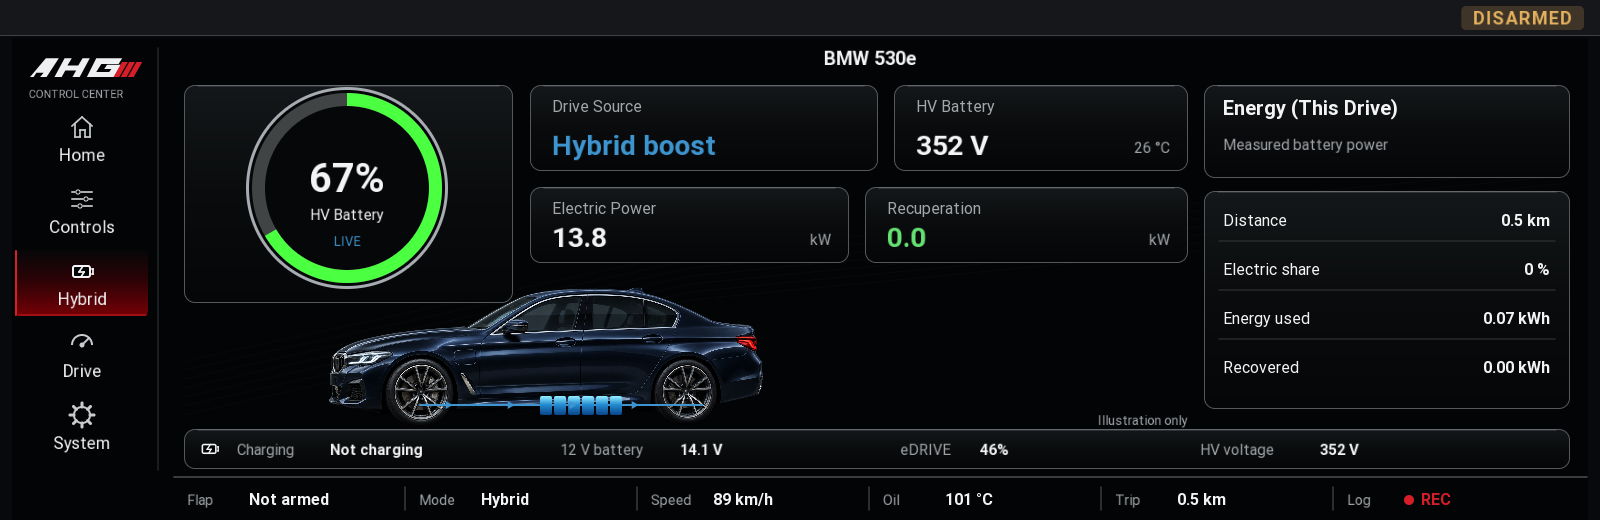 DISARMED
AHG
CONTROL CENTER
Home
Controls
Hybrid
Drive
System
BMW 530e
67%
HV Battery
LIVE
Drive Source
Hybrid boost
HV Battery
352 V
26 °C
Electric Power
13.8
kW
Recuperation
0.0
kW
Energy (This Drive)
Measured battery power
Distance
0.5 km
Electric share
0 %
Energy used
0.07 kWh
Recovered
0.00 kWh
Illustration only
Charging
Not charging
12 V battery
14.1 V
eDRIVE
46%
HV voltage
352 V
Flap
Not armed
Mode
Hybrid
Speed
89 km/h
Oil
101 °C
Trip
0.5 km
Log
REC